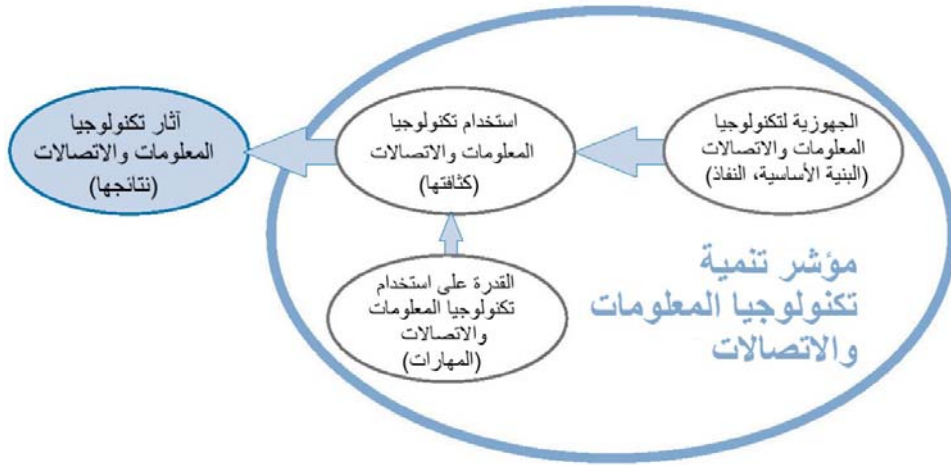 الجهوزية لتكنولوجيا
المعلومات والاتصالات
(البنية الأساسية، النفاذ)
استخدام تكنولوجيا
المعلومات والاتصالات
(كثافتها)
آثار تكنولوجيا
المعلومات والاتصالات
(نتائجها)
القدرة على استخدام
تكنولوجيا المعلومات
والاتصالات
(المهارات)
مؤشر تنمية
تكنولوجيا المعلومات
والاتصالات